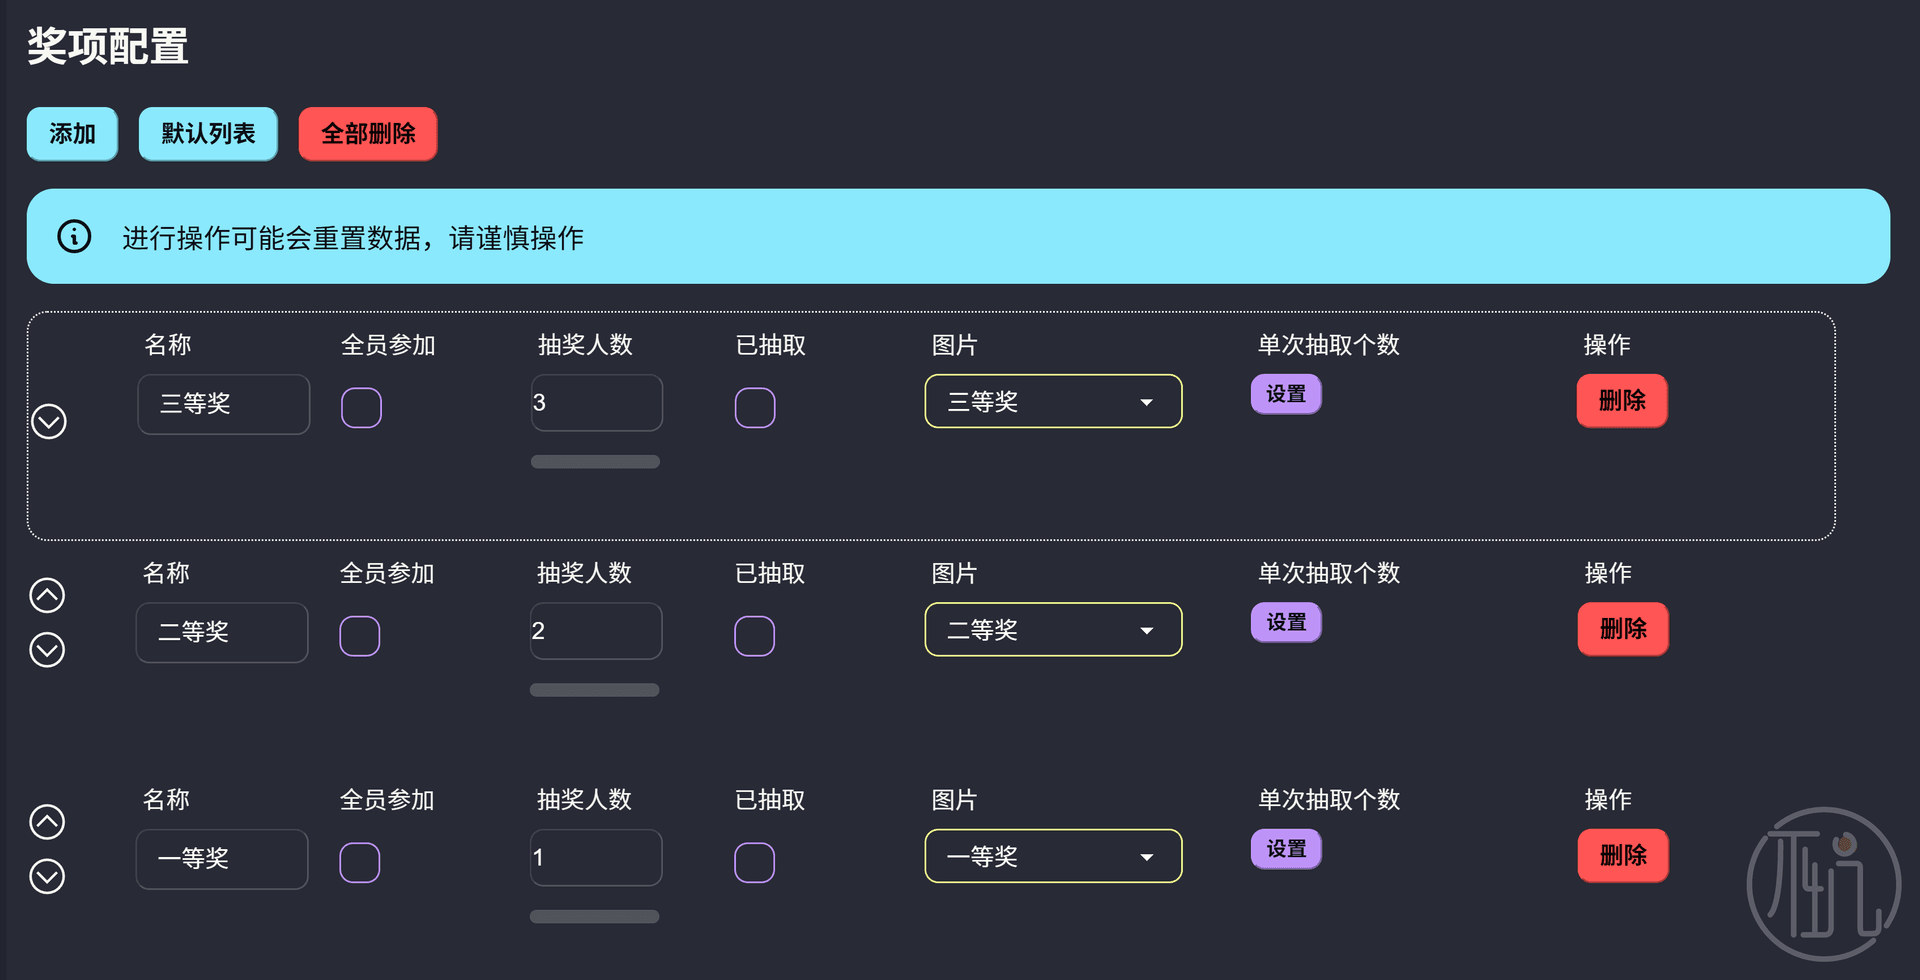 奖项配置
添加 默认列表 全部删除
进行操作可能会重置数据，请谨慎操作
名称 全员参加 抽奖人数 已抽取 图片 单次抽取个数 操作
三等奖 3 三等奖 设置 删除
名称 全员参加 抽奖人数 已抽取 图片 单次抽取个数 操作
二等奖 2 二等奖 设置 删除
名称 全员参加 抽奖人数 已抽取 图片 单次抽取个数 操作
一等奖 1 一等奖 设置 删除